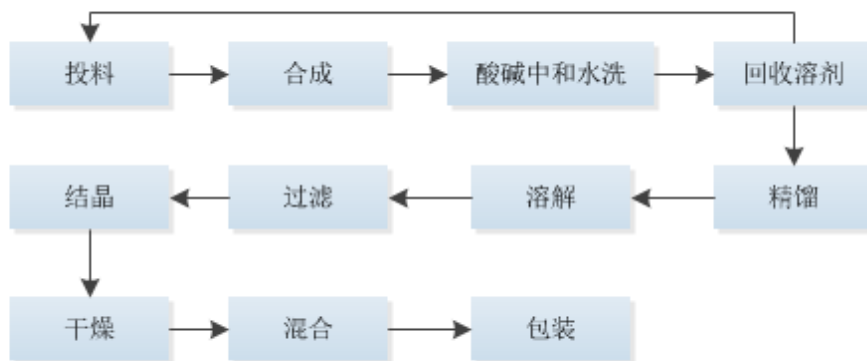 投料
合成
酸碱中和水洗
回收溶剂
结晶
过滤
溶解
精馏
干燥
混合
包装